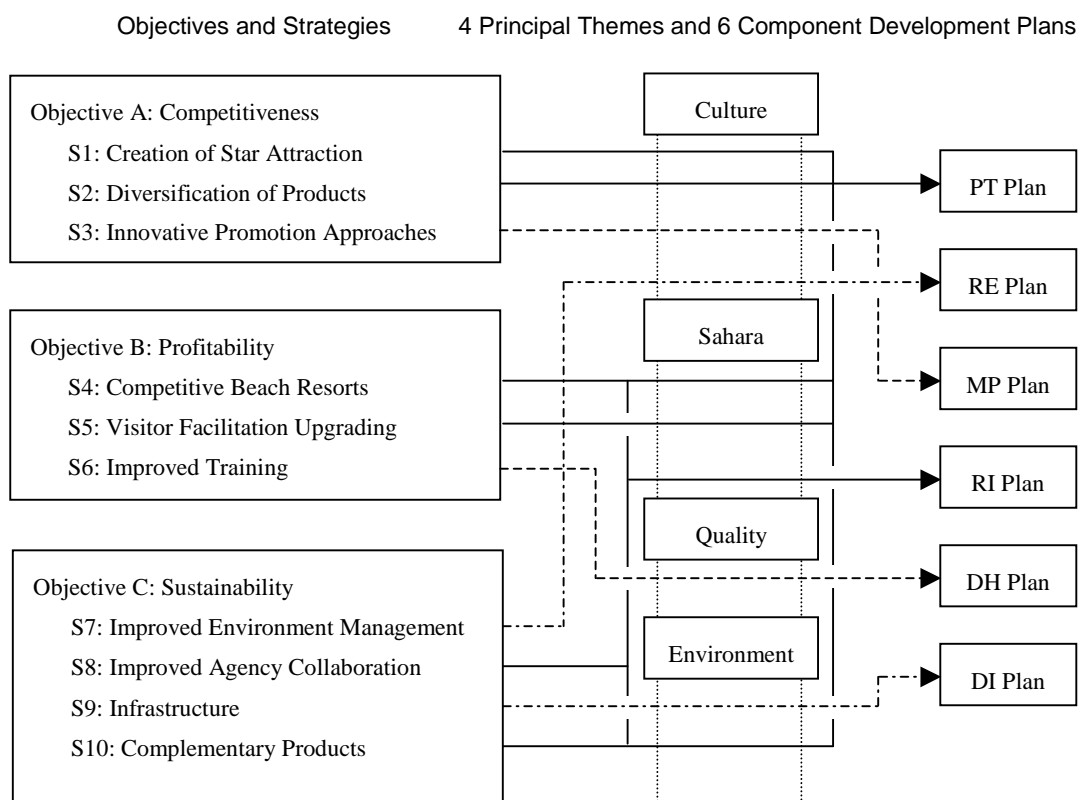 Objectives and Strategies
4 Principal Themes and 6 Component Development Plans
Objective A: Competitiveness
S1: Creation of Star Attraction
S2: Diversification of Products
S3: Innovative Promotion Approaches
Objective B: Profitability
S4: Competitive Beach Resorts
S5: Visitor Facilitation Upgrading
S6: Improved Training
Objective C: Sustainability
S7: Improved Environment Management
S8: Improved Agency Collaboration
S9: Infrastructure
S10: Complementary Products
Culture
Sahara
Quality
Environment
PT Plan
RE Plan
MP Plan
RI Plan
DH Plan
DI Plan